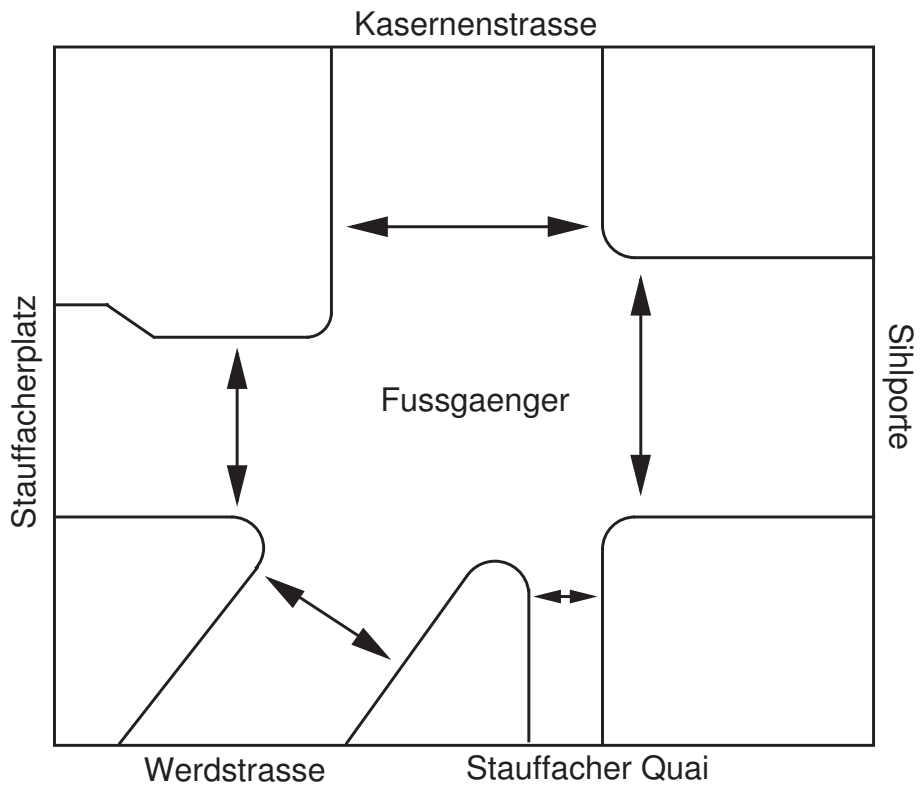 Kasernenstrasse
Stauffacherplatz
Fussgaenger
Sihlporte
Werdstrasse
Stauffacher Quai